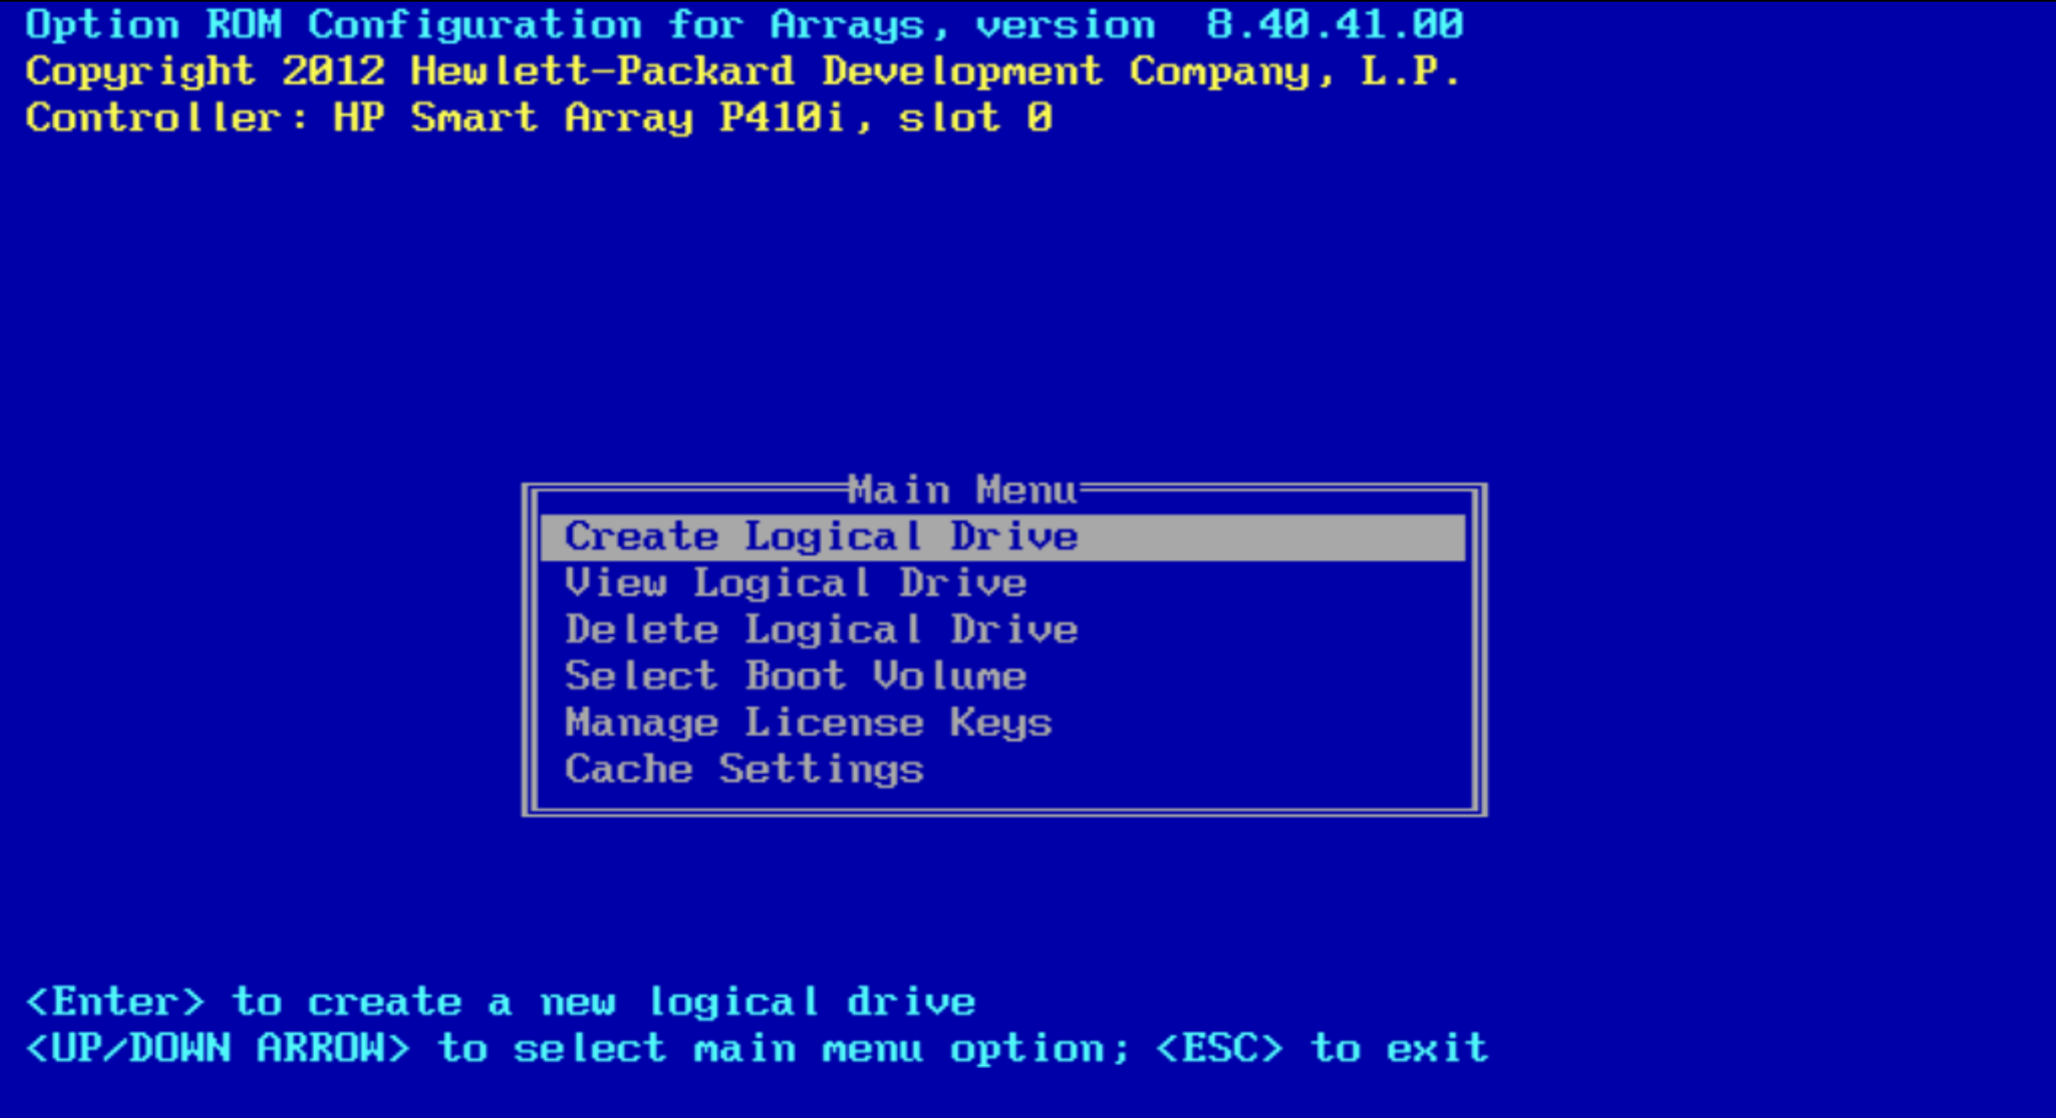 Option ROM Configuration for Arrays, version  8.40.41.00
Copyright 2012 Hewlett-Packard Development Company, L.P.
Controller: HP Smart Array P410i, slot 0
Main Menu
Create Logical Drive
View Logical Drive
Delete Logical Drive
Select Boot Volume
Manage License Keys
Cache Settings
<Enter> to create a new logical drive
<UP/DOWN ARROW> to select main menu option; <ESC> to exit